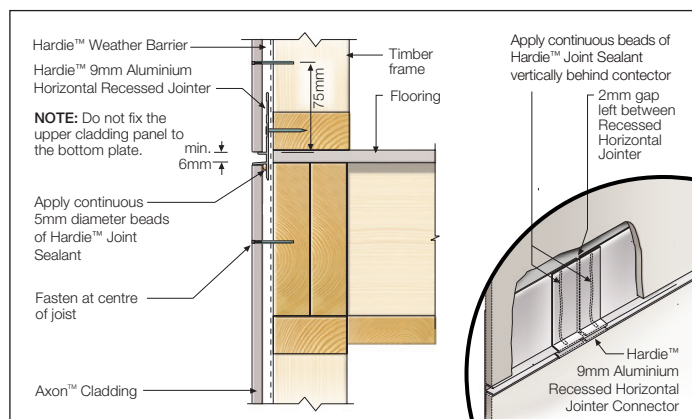 Hardie™ Weather Barrier
Hardie™ 9mm Aluminium
Horizontal Recessed Jointer
NOTE: Do not fix the
upper cladding panel to
the bottom plate.
min.
6mm
Apply continuous
5mm diameter beads
of Hardie™ Joint
Sealant
Fasten at centre
of joist
Axon™ Cladding
75mm
Timber
frame
Flooring
Apply continuous beads of
Hardie™ Joint Sealant
vertically behind contector
2mm gap
left between
Recessed
Horizontal
Jointer
Hardie™
9mm Aluminium
Recessed Horizontal
Jointer Connector